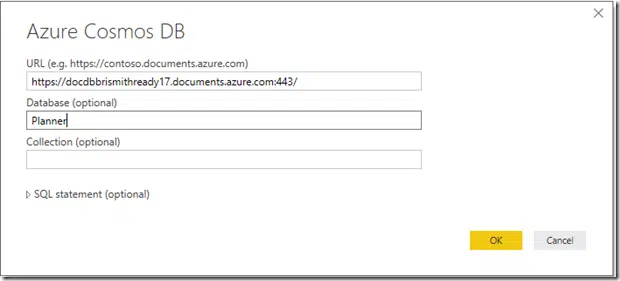 Azure Cosmos DB
URL (e.g. https://contoso.documents.azure.com)
https://docdbbrismithready17.documents.azure.com:443/
Database (optional)
Planner
Collection (optional)
SQL statement (optional)
OK Cancel